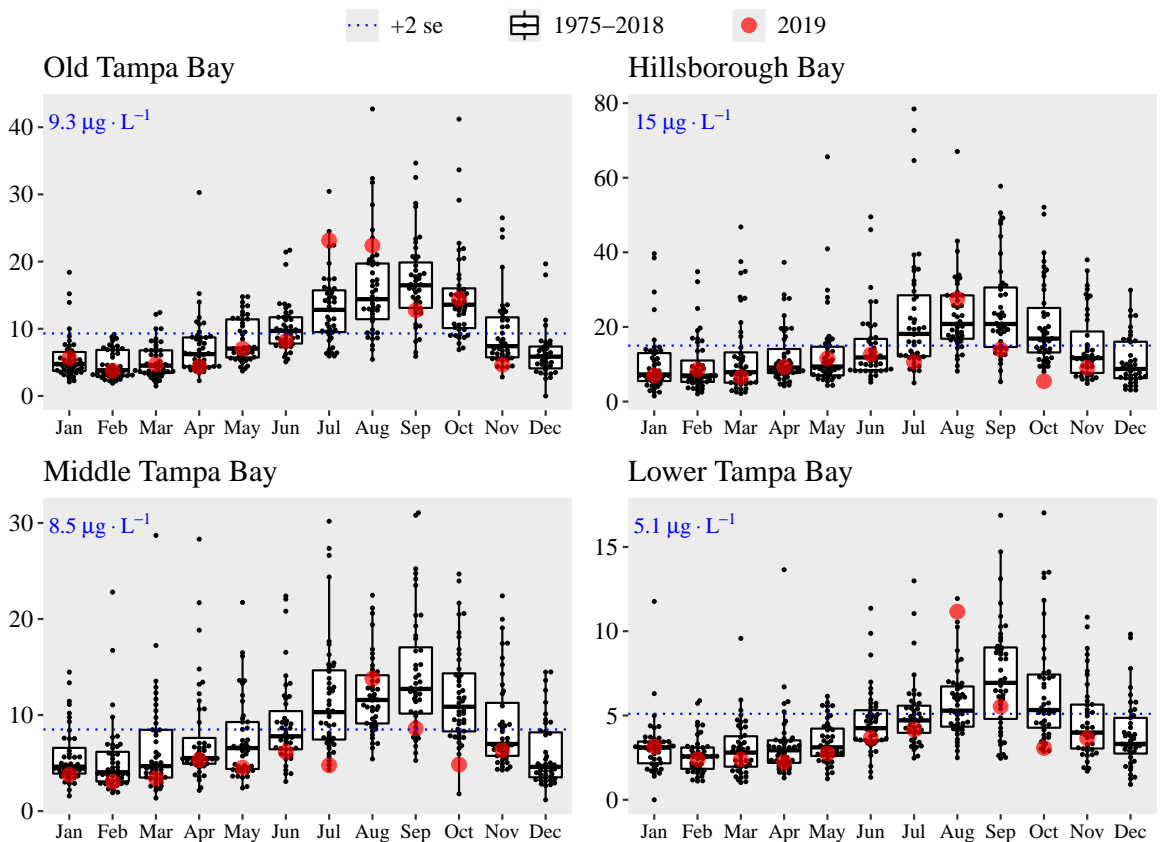 +2 se 1975−2018 2019
Old Tampa Bay
9.3 µg · L⁻¹
40
30
20
10
0
Jan Feb Mar Apr May Jun Jul Aug Sep Oct Nov Dec
Hillsborough Bay
15 µg · L⁻¹
80
60
40
20
0
Jan Feb Mar Apr May Jun Jul Aug Sep Oct Nov Dec
Middle Tampa Bay
8.5 µg · L⁻¹
30
20
10
0
Jan Feb Mar Apr May Jun Jul Aug Sep Oct Nov Dec
Lower Tampa Bay
5.1 µg · L⁻¹
15
10
5
0
Jan Feb Mar Apr May Jun Jul Aug Sep Oct Nov Dec